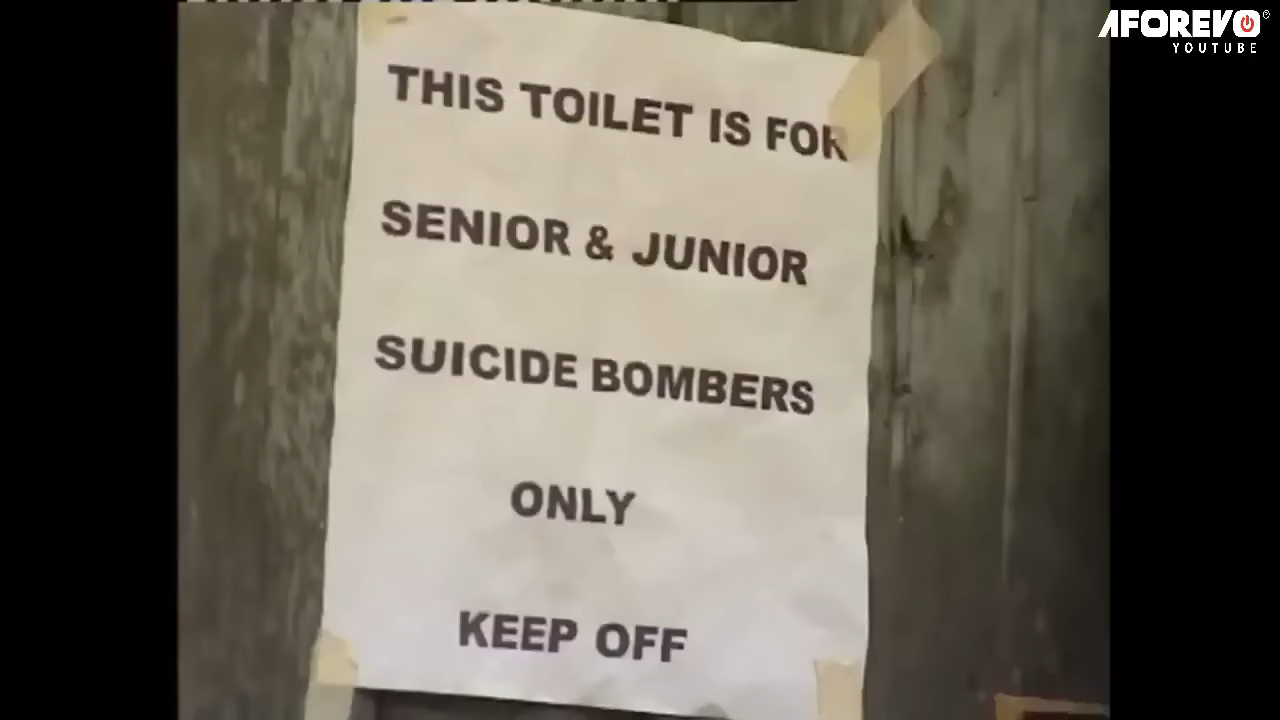 AFOREVO
YOUTUBE
THIS TOILET IS FOR
SENIOR & JUNIOR
SUICIDE BOMBERS
ONLY
KEEP OFF